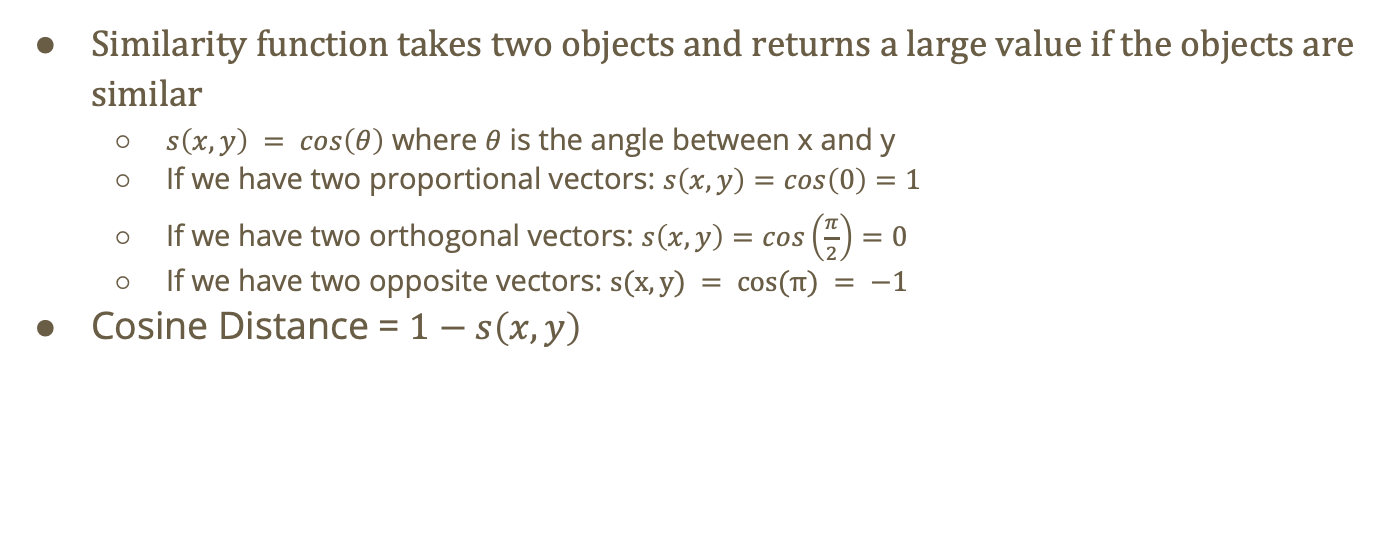 ● Similarity function takes two objects and returns a large value if the objects are
similar
○ s(x, y) = cos(θ) where θ is the angle between x and y
○ If we have two proportional vectors: s(x, y) = cos(0) = 1
○ If we have two orthogonal vectors: s(x, y) = cos (π/2) = 0
○ If we have two opposite vectors: s(x, y) = cos(π) = −1
● Cosine Distance = 1 − s(x, y)